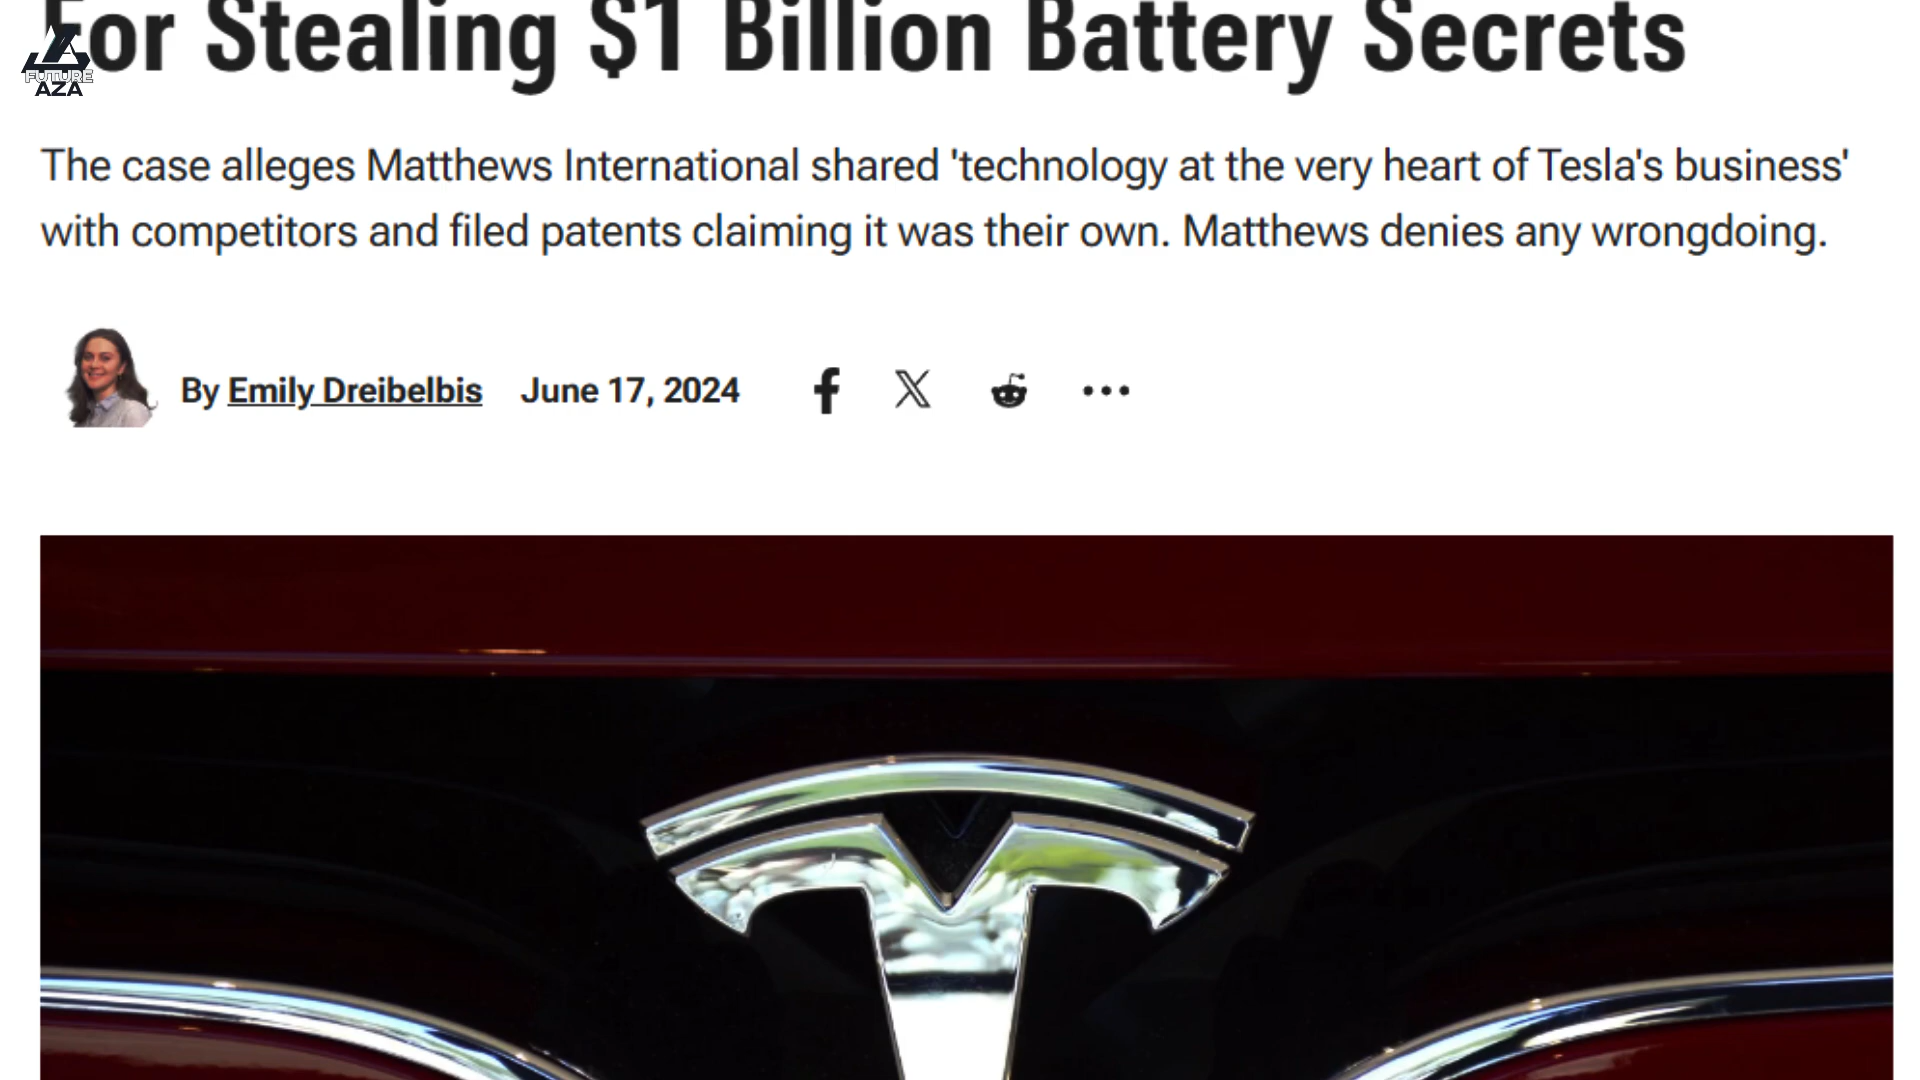 For Stealing $1 Billion Battery Secrets
FUTURE
AZA
The case alleges Matthews International shared 'technology at the very heart of Tesla's business'
with competitors and filed patents claiming it was their own. Matthews denies any wrongdoing.
By Emily Dreibelbis June 17, 2024